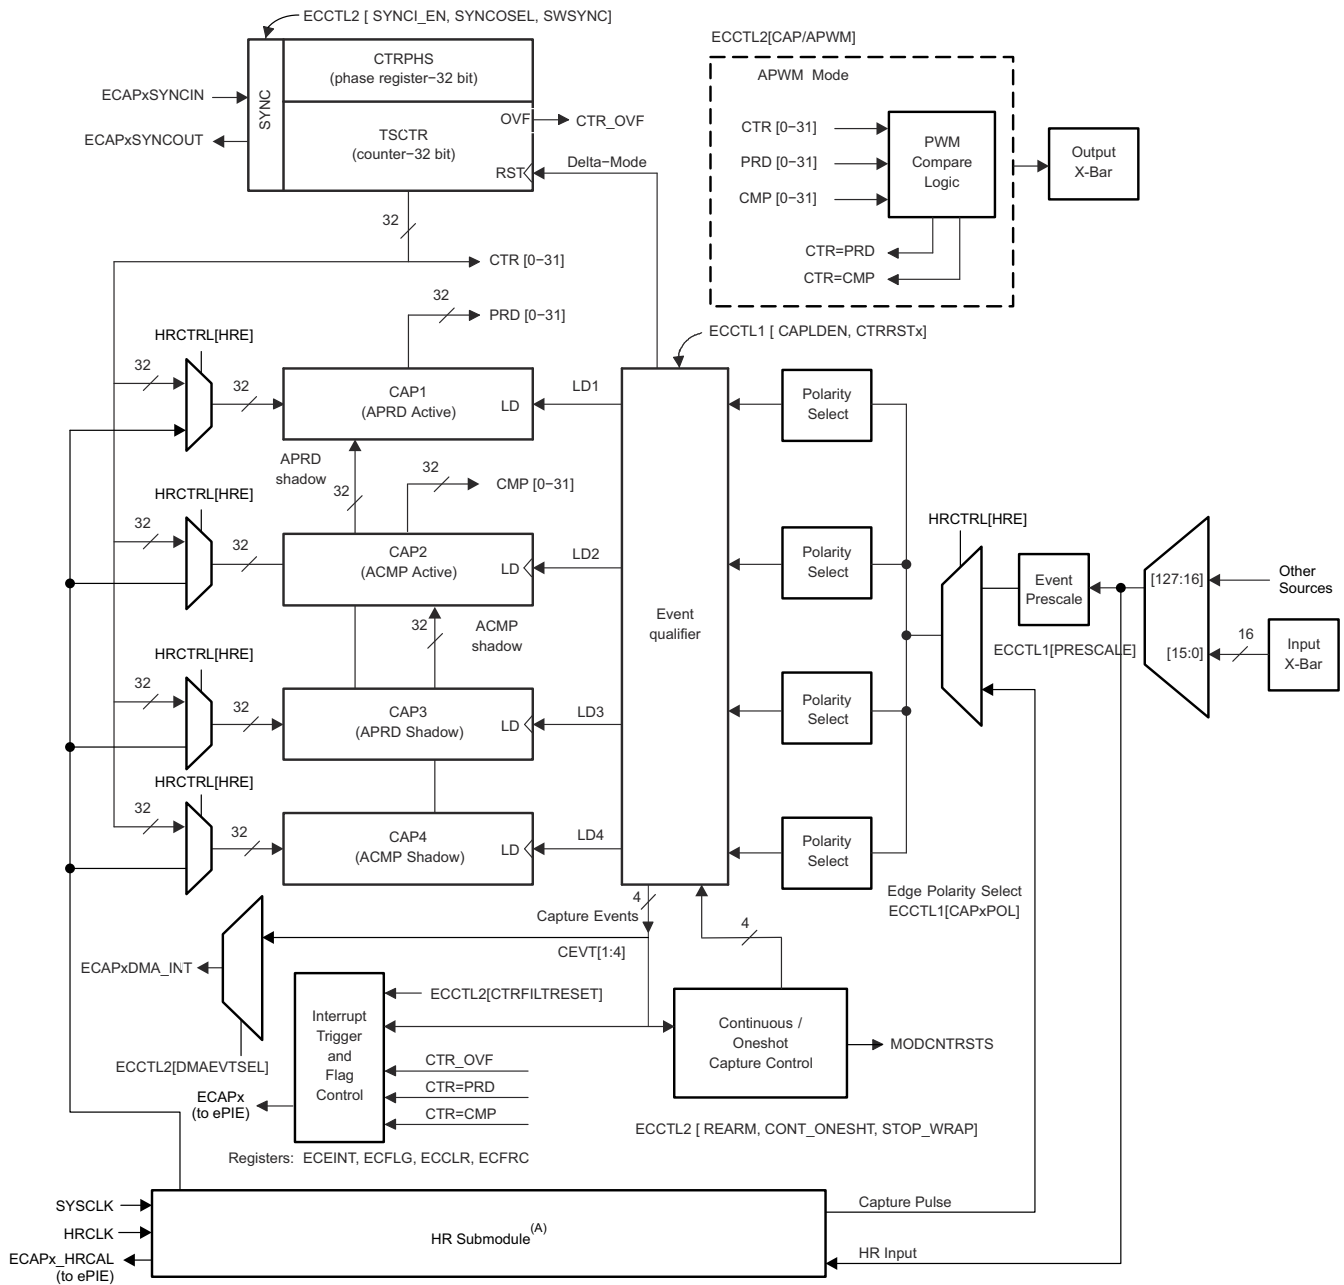 ECCTL2 [ SYNCI_EN, SYNCOSEL, SWSYNC]
ECCTL2[CAP/APWM]
SYNC
CTRPHS
(phase register−32 bit)
APWM Mode
ECAPxSYNCIN
ECAPxSYNCOUT
TSCTR
(counter−32 bit)
OVF
CTR_OVF
RST
Delta−Mode
CTR [0−31]
PRD [0−31]
CMP [0−31]
PWM
Compare
Logic
Output
X-Bar
CTR=PRD
CTR=CMP
32
CTR [0−31]
32
PRD [0−31]
ECCTL1 [ CAPLDEN, CTRRSTx]
HRCTRL[HRE]
32
32
CAP1
(APRD Active)
LD
LD1
Polarity
Select
APRD
shadow
32
32
CMP [0−31]
HRCTRL[HRE]
32
32
CAP2
(ACMP Active)
LD
LD2
Polarity
Select
HRCTRL[HRE]
Event
Prescale
[127:16]
Other
Sources
Event
qualifier
32
ACMP
shadow
ECCTL1[PRESCALE]
[15:0]
16
Input
X-Bar
HRCTRL[HRE]
32
32
CAP3
(APRD Shadow)
LD
LD3
Polarity
Select
HRCTRL[HRE]
32
32
CAP4
(ACMP Shadow)
LD
LD4
Polarity
Select
Edge Polarity Select
ECCTL1[CAPxPOL]
4
Capture Events
4
CEVT[1:4]
ECAPxDMA_INT
ECCTL2[DMAEVTSEL]
ECCTL2[CTRFILTRESET]
Interrupt
Trigger
and
Flag
Control
CTR_OVF
CTR=PRD
CTR=CMP
Continuous /
Oneshot
Capture Control
MODCNTRSTS
ECAPx
(to ePIE)
ECCTL2 [ REARM, CONT_ONESHT, STOP_WRAP]
Registers: ECEINT, ECFLG, ECCLR, ECFRC
SYSCLK
HRCLK
ECAPx_HRCAL
(to ePIE)
HR Submodule(A)
Capture Pulse
HR Input